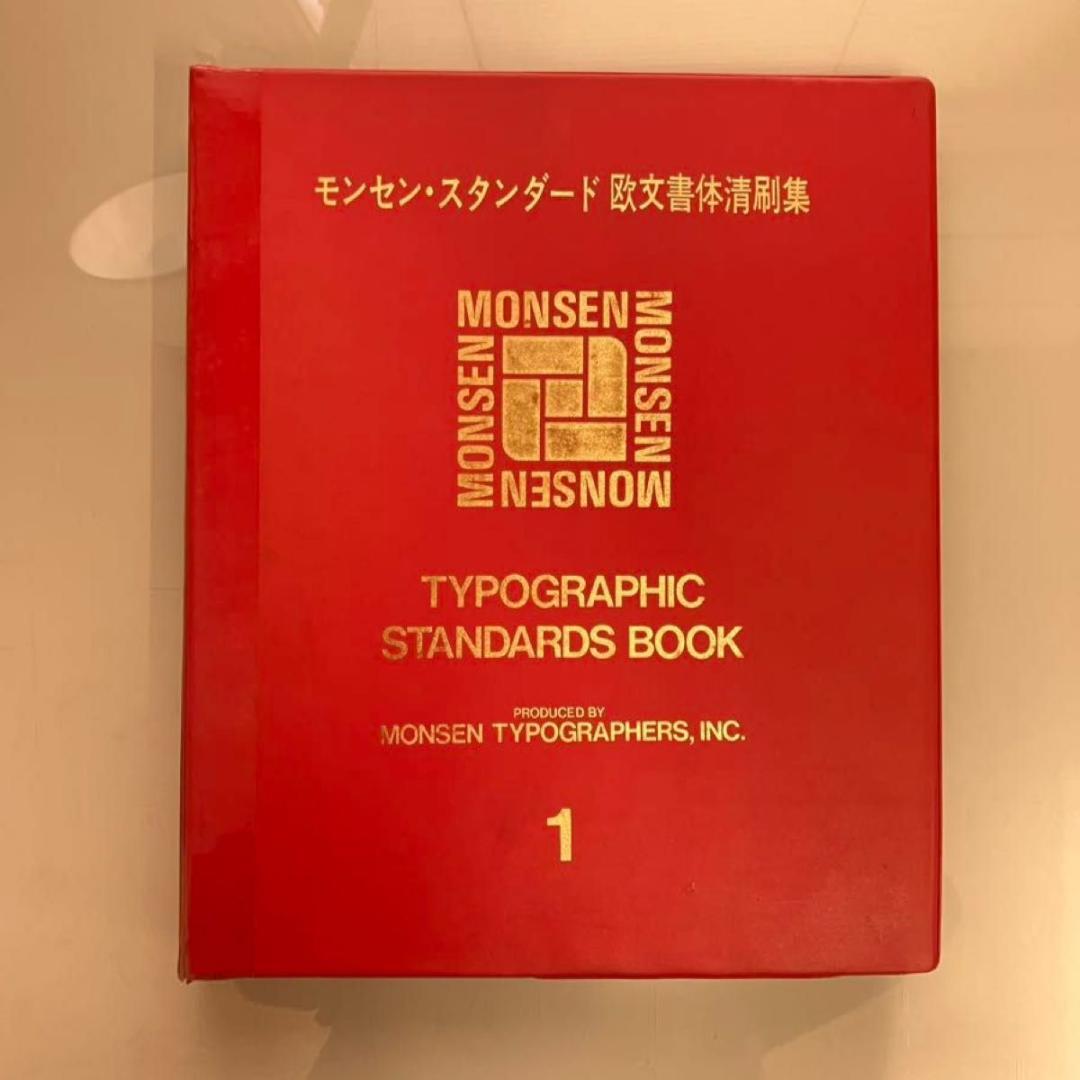 モンセン・スタンダード 欧文書体清刷集
MONSEN
MONSEN
MONSEN
MONSEN
TYPOGRAPHIC
STANDARDS BOOK
PRODUCED BY
MONSEN TYPOGRAPHERS, INC.
1